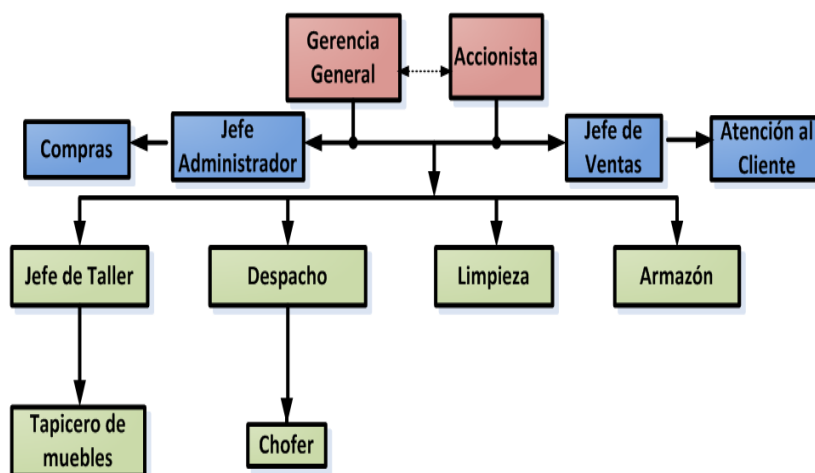 Gerencia
General
Accionista
Compras
Jefe
Administrador
Jefe de
Ventas
Atención al
Cliente
Jefe de Taller
Despacho
Limpieza
Armazón
Tapicero de
muebles
Chofer